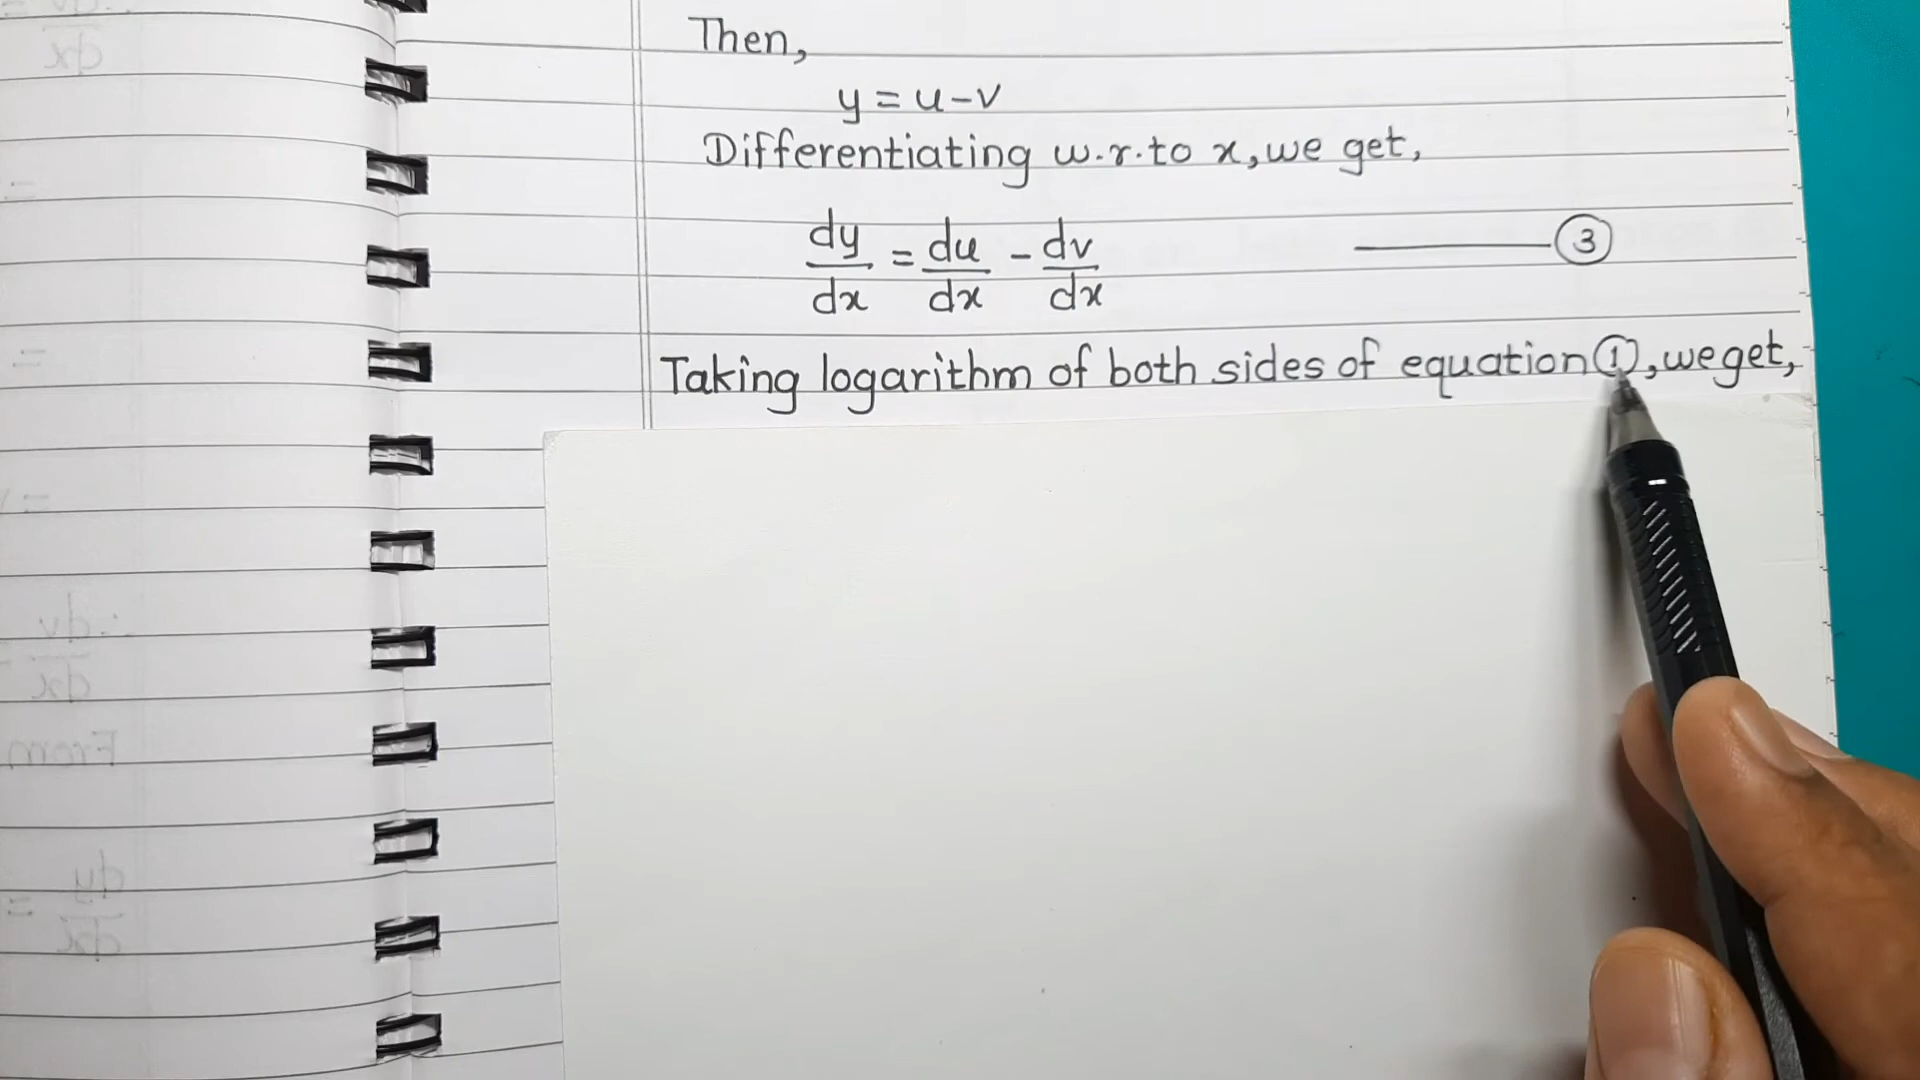 Then,
y = u-v
Differentiating w.r.to x, we get,
dy/dx = du/dx - dv/dx ③
Taking logarithm of both sides of equation ①, we get,